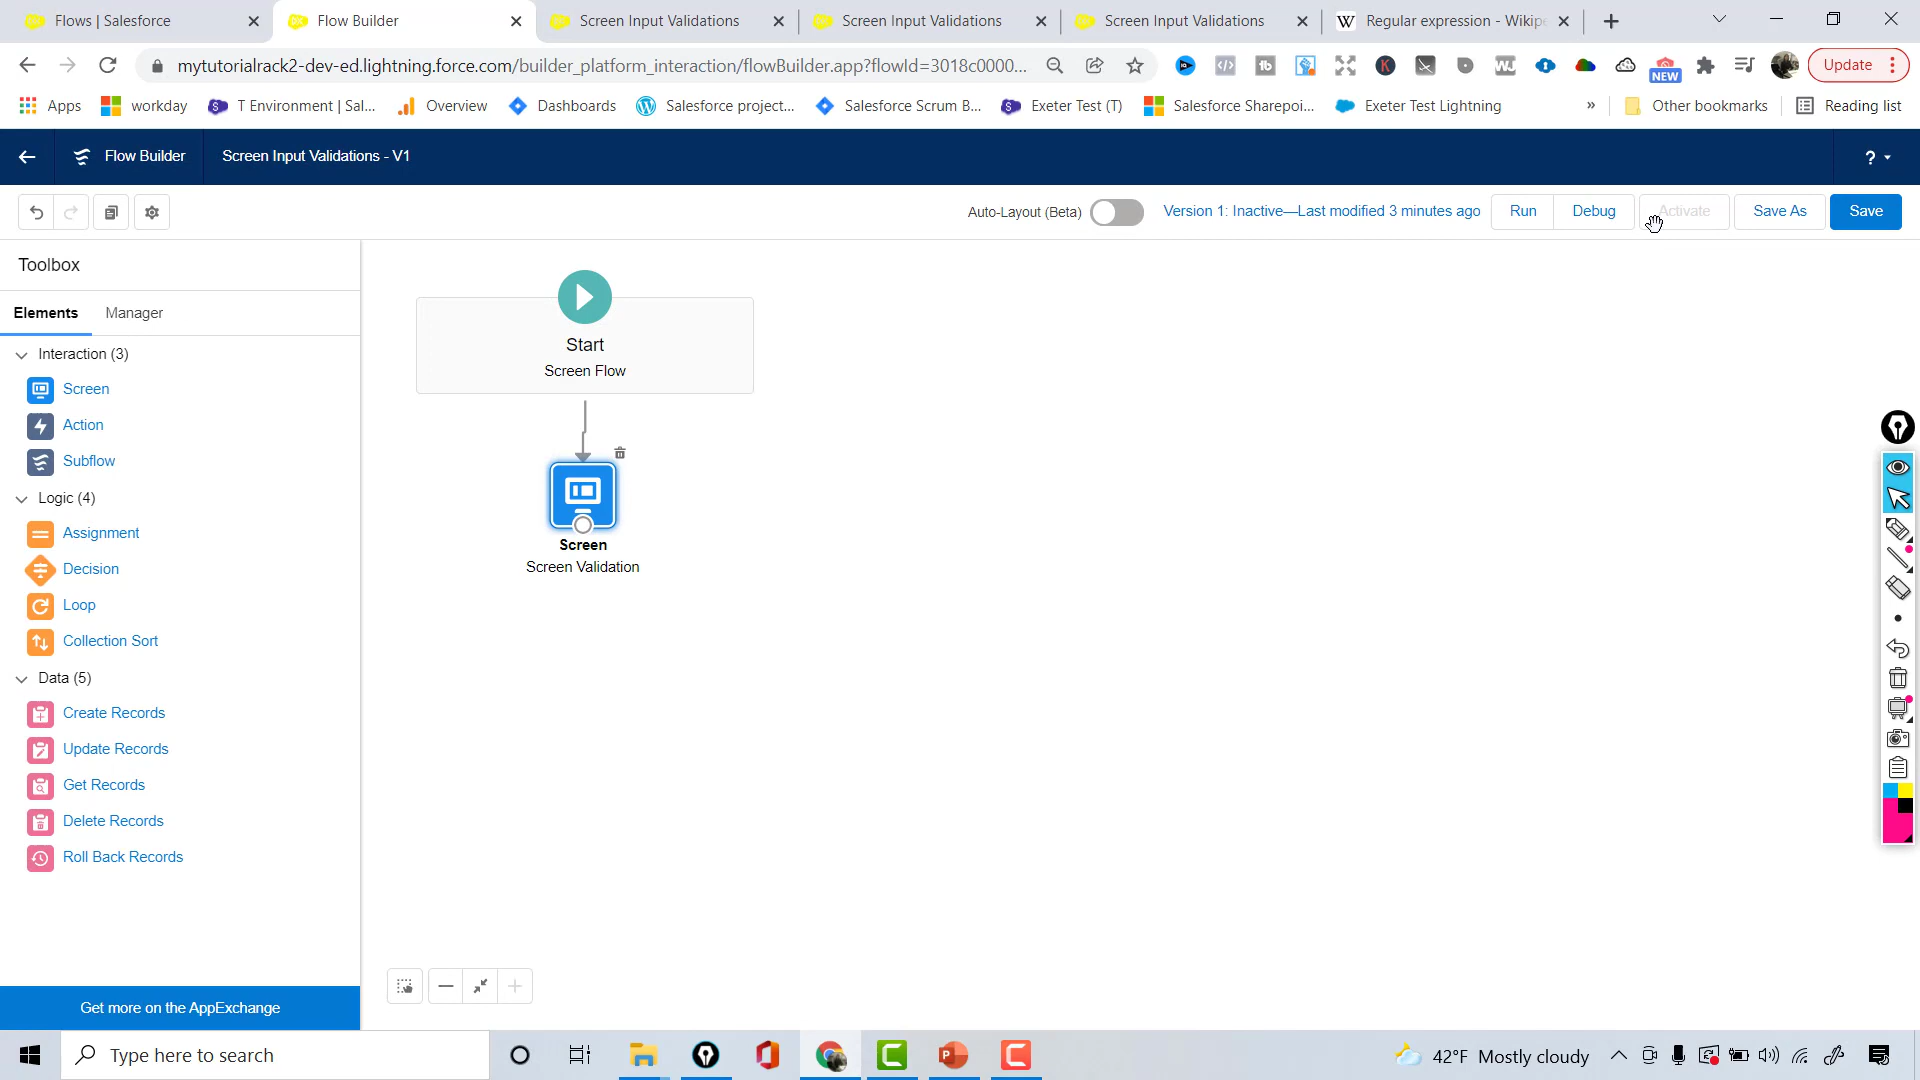 Flows | Salesforce
Flow Builder
Screen Input Validations
Screen Input Validations
Screen Input Validations
W Regular expression - Wikipe
mytutorialrack2-dev-ed.lightning.force.com/builder_platform_interaction/flowBuilder.app?flowId=3018c0000...
NEW
Update
Apps
workday
T Environment | Sal...
Overview
Dashboards
Salesforce project...
Salesforce Scrum B...
Exeter Test (T)
Salesforce Sharepoi...
Exeter Test Lightning
»
Other bookmarks
Reading list
Flow Builder
Screen Input Validations - V1
?
Auto-Layout (Beta)
Version 1: Inactive—Last modified 3 minutes ago
Run
Debug
Activate
Save As
Save
Toolbox
Elements
Manager
Interaction (3)
Screen
Action
Subflow
Logic (4)
Assignment
Decision
Loop
Collection Sort
Data (5)
Create Records
Update Records
Get Records
Delete Records
Roll Back Records
Get more on the AppExchange
Start
Screen Flow
Screen
Screen Validation
Type here to search
42°F Mostly cloudy